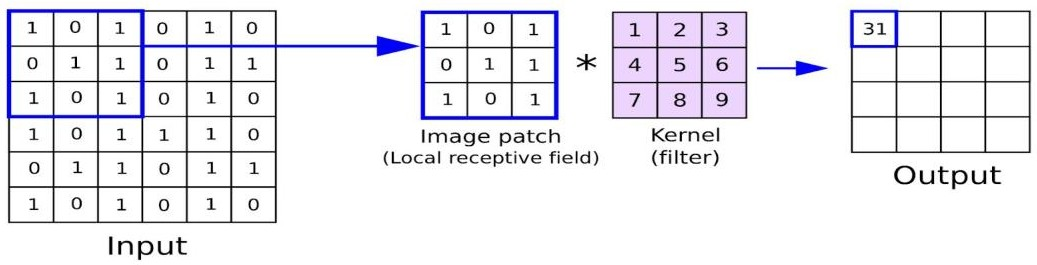 1 0 1 0 1 0
0 1 1 0 1 1
1 0 1 0 1 0
1 0 1 1 1 0
0 1 1 0 1 1
1 0 1 0 1 0
Input
1 0 1
0 1 1
1 0 1
Image patch
(Local receptive field)
*
1 2 3
4 5 6
7 8 9
Kernel
(filter)
31
Output